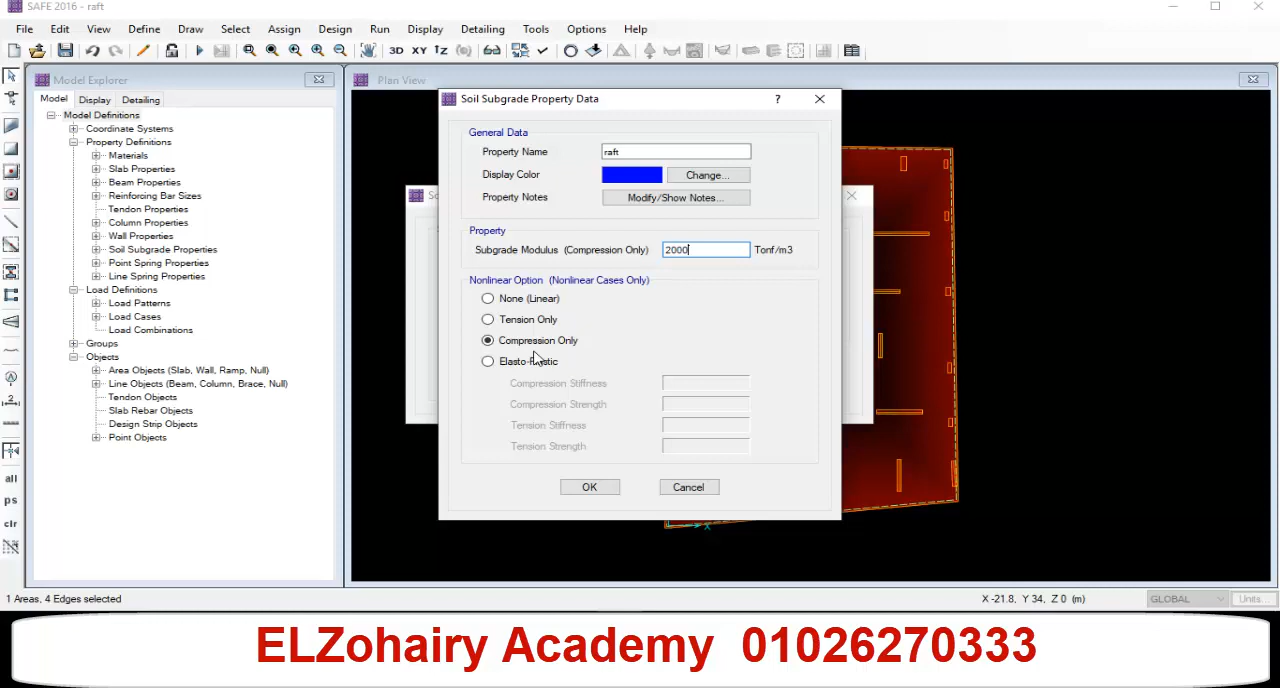 SAFE 2016 - raft
File Edit View Define Draw Select Assign Design Run Display Detailing Tools Options Help
3D XY
Model Explorer
Plan View
Model Display Detailing
Model Definitions
Coordinate Systems
Property Definitions
Materials
Slab Properties
Beam Properties
Reinforcing Bar Sizes
Tendon Properties
Column Properties
Wall Properties
Soil Subgrade Properties
Point Spring Properties
Line Spring Properties
Load Definitions
Load Patterns
Load Cases
Load Combinations
Groups
Objects
Area Objects (Slab, Wall, Ramp, Null)
Line Objects (Beam, Column, Brace, Null)
Tendon Objects
Slab Rebar Objects
Design Strip Objects
Point Objects
all
ps
clr
Soil Subgrade Property Data
?
General Data
Property Name raft
Display Color Change...
Property Notes Modify/Show Notes...
Property
Subgrade Modulus (Compression Only) 2000 Tonf/m3
Nonlinear Option (Nonlinear Cases Only)
None (Linear)
Tension Only
Compression Only
Elasto-Plastic
Compression Stiffness
Compression Strength
Tension Stiffness
Tension Strength
OK Cancel
X
1 Areas, 4 Edges selected
X -21.8, Y 34, Z 0 (m)
GLOBAL
Units...
ELZohairy Academy 01026270333